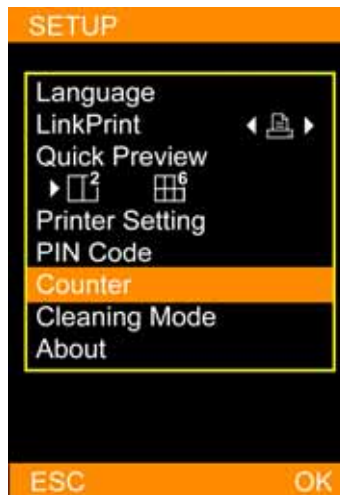 SETUP
Language
LinkPrint
Quick Preview
2 6
Printer Setting
PIN Code
Counter
Cleaning Mode
About
ESC OK